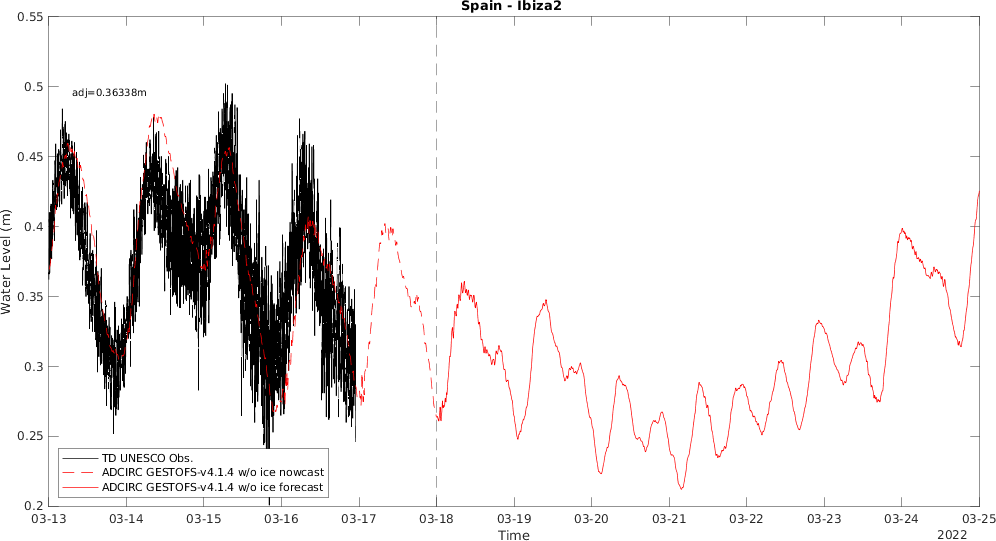 Spain - Ibiza2
0.55
0.5
0.45
0.4
0.35
0.3
0.25
0.2
Water Level (m)
adj=0.36338m
TD UNESCO Obs.
ADCIRC GESTOFS-v4.1.4 w/o ice nowcast
ADCIRC GESTOFS-v4.1.4 w/o ice forecast
03-13 03-14 03-15 03-16 03-17 03-18 03-19 03-20 03-21 03-22 03-23 03-24 03-25
Time
2022